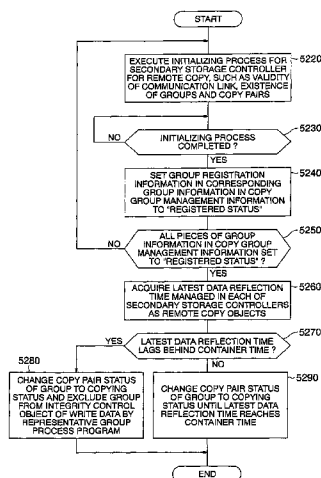 START
5220
EXECUTE INITIALIZING PROCESS FOR
SECONDARY STORAGE CONTROLLER
FOR REMOTE COPY, SUCH AS VALIDITY
OF COMMUNICATION LINK, EXISTENCE
OF GROUPS AND COPY PAIRS
5230
NO
INITIALIZING PROCESS
COMPLETED ?
YES
5240
SET GROUP REGISTRATION
INFORMATION IN CORRESPONDING
GROUP INFORMATION IN COPY
GROUP MANAGEMENT INFORMATION
TO "REGISTERED STATUS"
5250
NO
ALL PIECES OF GROUP
INFORMATION IN COPY GROUP
MANAGEMENT INFORMATION SET
TO "REGISTERED STATUS" ?
YES
5260
ACQUIRE LATEST DATA REFLECTION
TIME MANAGED IN EACH OF
SECONDARY STORAGE CONTROLLERS
AS REMOTE COPY OBJECTS
5270
YES
LATEST DATA REFLECTION TIME
LAGS BEHIND CONTAINER TIME ?
NO
5280
CHANGE COPY PAIR STATUS
OF GROUP TO COPYING
STATUS AND EXCLUDE GROUP
FROM INTEGRITY CONTROL
OBJECT OF WRITE DATA BY
REPRESENTATIVE GROUP
PROCESS PROGRAM
5290
CHANGE COPY PAIR STATUS OF
GROUP TO COPYING STATUS UNTIL
LATEST DATA REFLECTION TIME
REACHES CONTAINER TIME
END